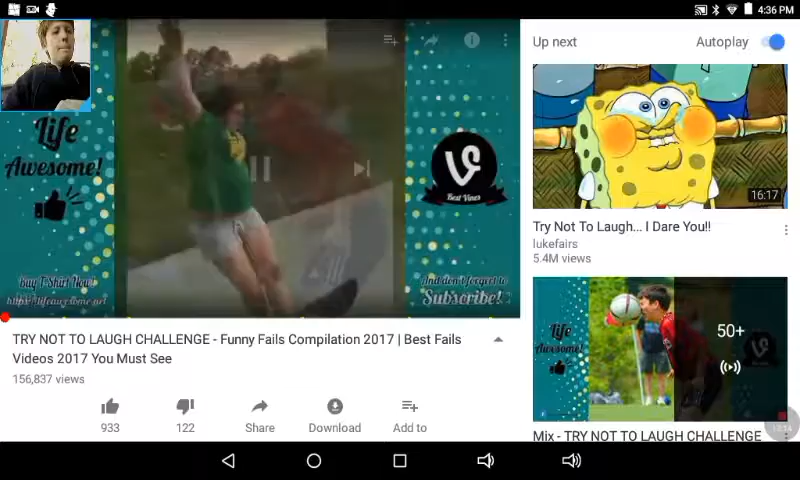 4:36 PM
Up next
Autoplay
Life
Awesome!
Best Vines
Buy T-Shirt Now!
https://lifeawesome.net
And don't forget to
Subscribe!
16:17
Try Not To Laugh... I Dare You!!
lukefairs
5.4M views
TRY NOT TO LAUGH CHALLENGE - Funny Fails Compilation 2017 | Best Fails
Videos 2017 You Must See
156,837 views
933
122
Share
Download
Add to
Life
Awesome!
50+
Mix - TRY NOT TO LAUGH CHALLENGE